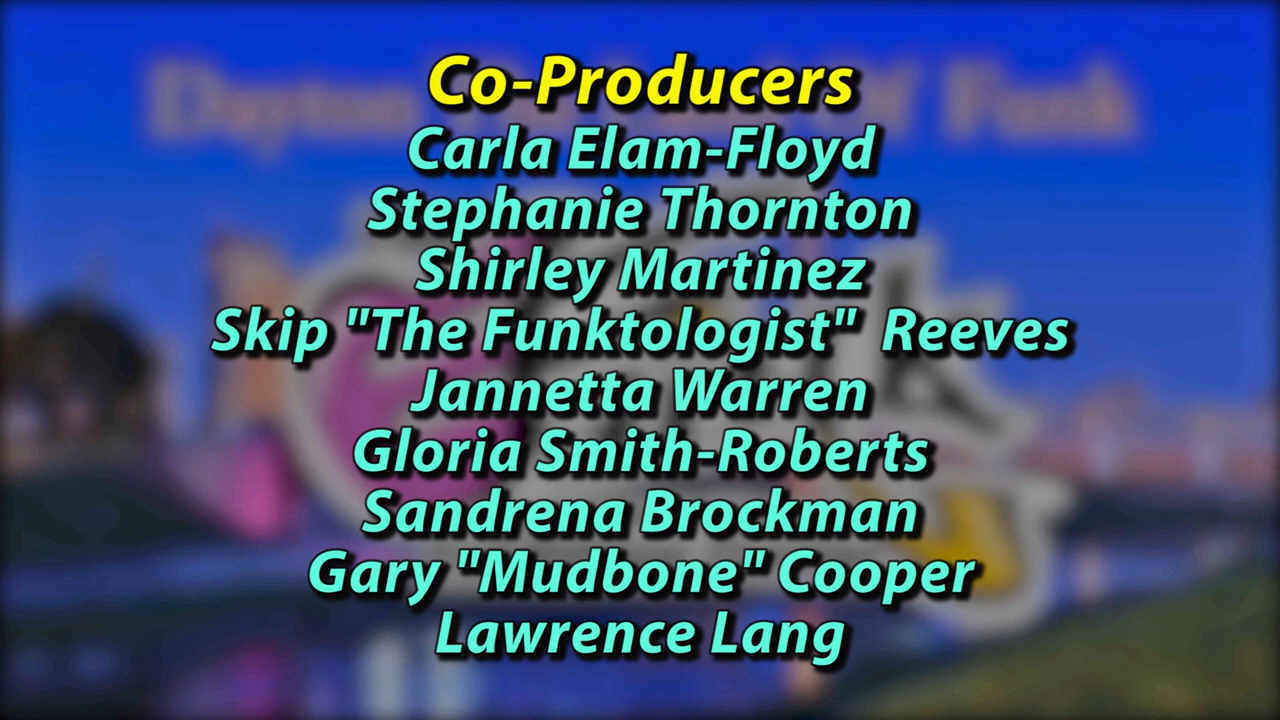 Co-Producers
Carla Elam-Floyd
Stephanie Thornton
Shirley Martinez
Skip "The Funktologist"  Reeves
Jannetta Warren
Gloria Smith-Roberts
Sandrena Brockman
Gary "Mudbone" Cooper
Lawrence Lang